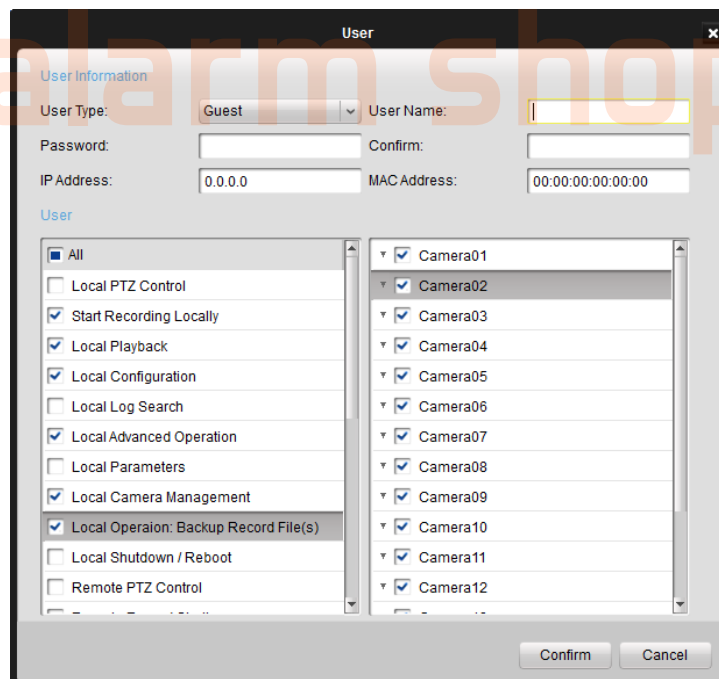 User
alarm shop
User Information
User Type: Guest User Name:
Password: Confirm:
IP Address: 0.0.0.0 MAC Address: 00:00:00:00:00:00
User
All
Local PTZ Control
Start Recording Locally
Local Playback
Local Configuration
Local Log Search
Local Advanced Operation
Local Parameters
Local Camera Management
Local Operaion: Backup Record File(s)
Local Shutdown / Reboot
Remote PTZ Control
Camera01
Camera02
Camera03
Camera04
Camera05
Camera06
Camera07
Camera08
Camera09
Camera10
Camera11
Camera12
Confirm Cancel